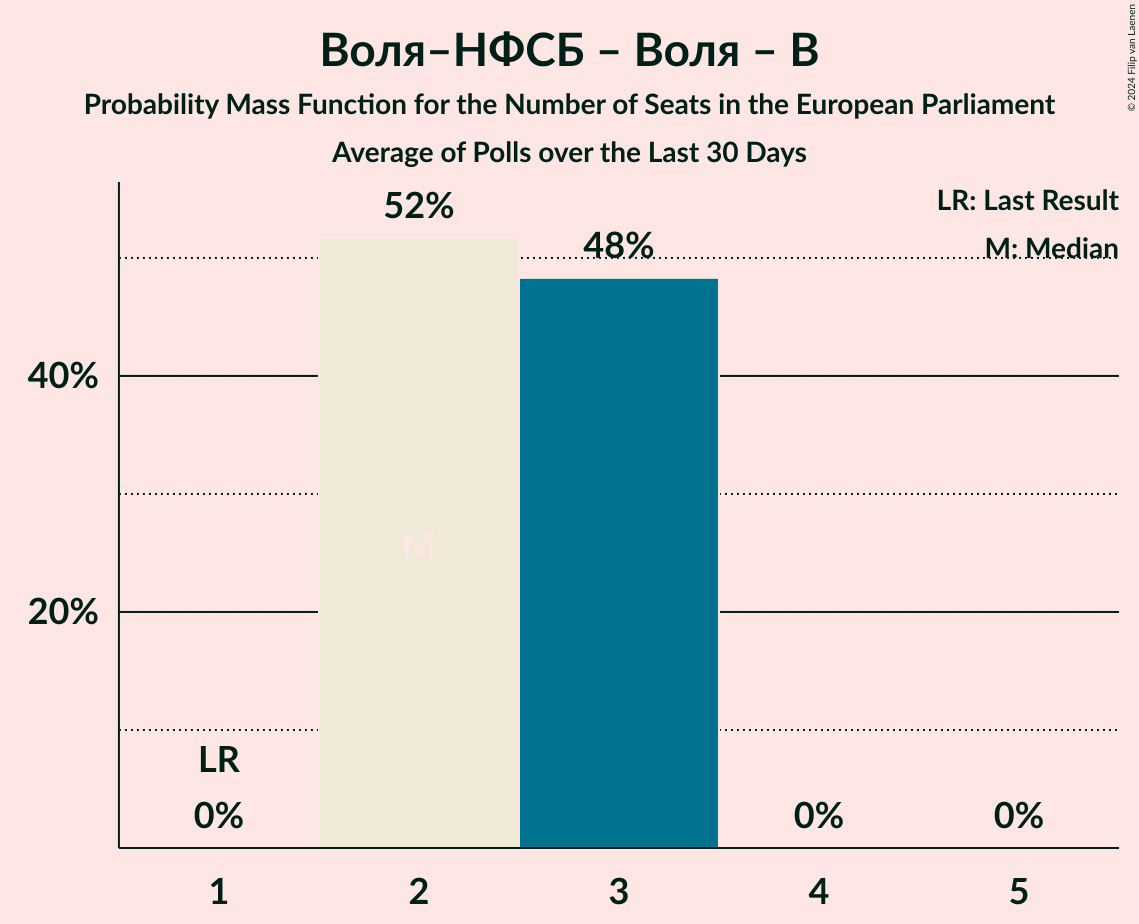 Воля–НФСБ – Воля – В
Probability Mass Function for the Number of Seats in the European Parliament
Average of Polls over the Last 30 Days
© 2024 Filip van Laenen
LR: Last Result
M: Median
52%
48%
40%
20%
M
LR
0%
0%
0%
1
2
3
4
5